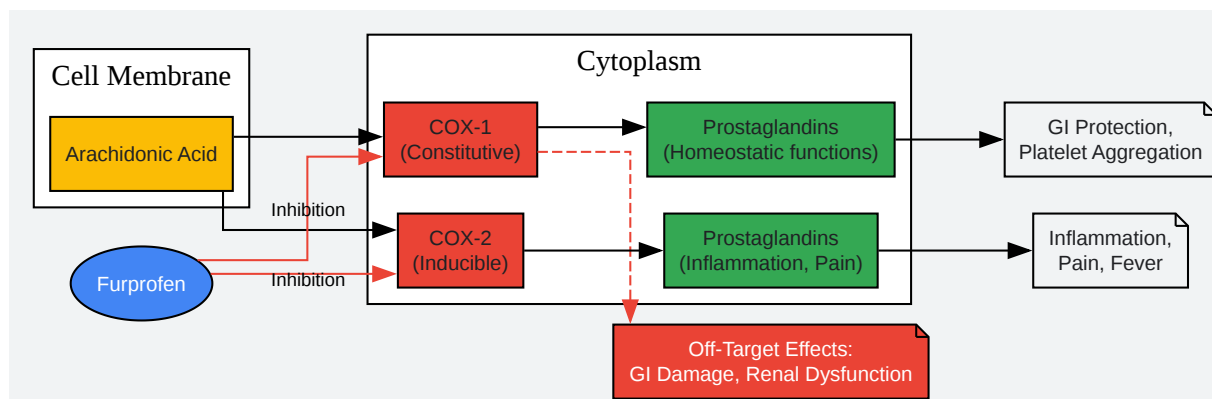 Cell Membrane
Arachidonic Acid
Cytoplasm
COX-1
(Constitutive)
Prostaglandins
(Homeostatic functions)
GI Protection,
Platelet Aggregation
Inhibition
COX-2
(Inducible)
Prostaglandins
(Inflammation, Pain)
Inflammation,
Pain, Fever
Furprofen
Inhibition
Off-Target Effects:
GI Damage, Renal Dysfunction